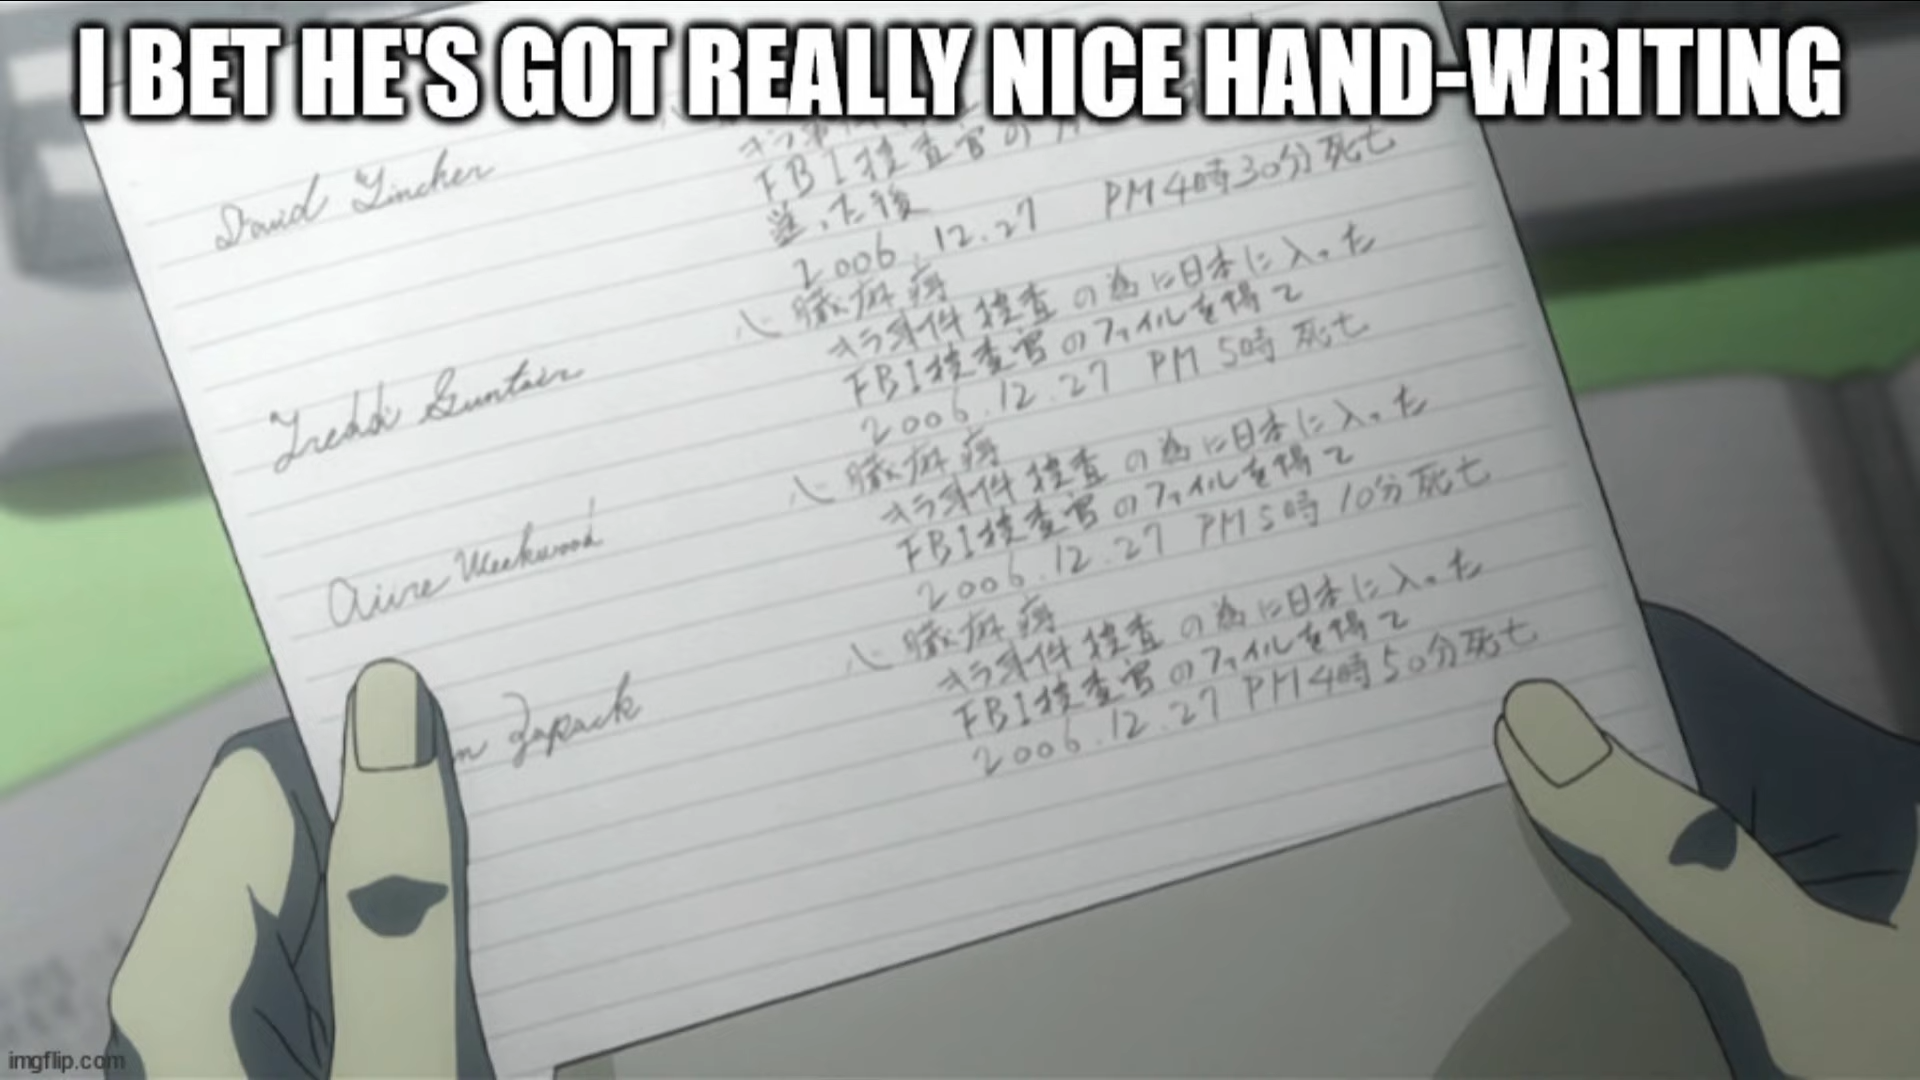 I BET HE'S GOT REALLY NICE HAND-WRITING
David
FBI捜査官の
2006.12.27 PM4時30分死亡
心臓麻痺
キラ事件捜査の為に日本に入った
FBI捜査官のファイルを得て
2006.12.27 PM 5時 死亡
心臓麻痺
キラ事件捜査の為に日本に入った
FBI捜査官のファイルを得て
2006.12.27 PM5時10分死亡
心臓麻痺
キラ事件捜査の為に日本に入った
FBI捜査官のファイルを得て
2006.12.27 PM4時50分死亡
Zapack
imgflip.com